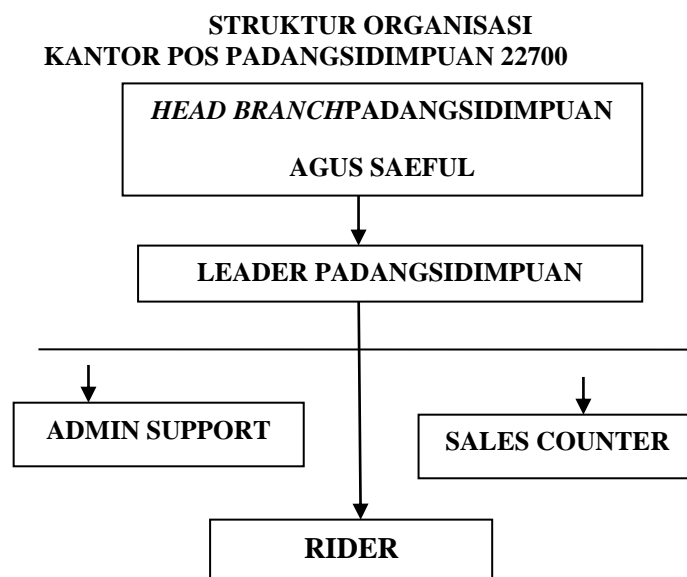 STRUKTUR ORGANISASI
KANTOR POS PADANGSIDIMPUAN 22700
HEAD BRANCHPADANGSIDIMPUAN
AGUS SAEFUL
LEADER PADANGSIDIMPUAN
ADMIN SUPPORT
SALES COUNTER
RIDER